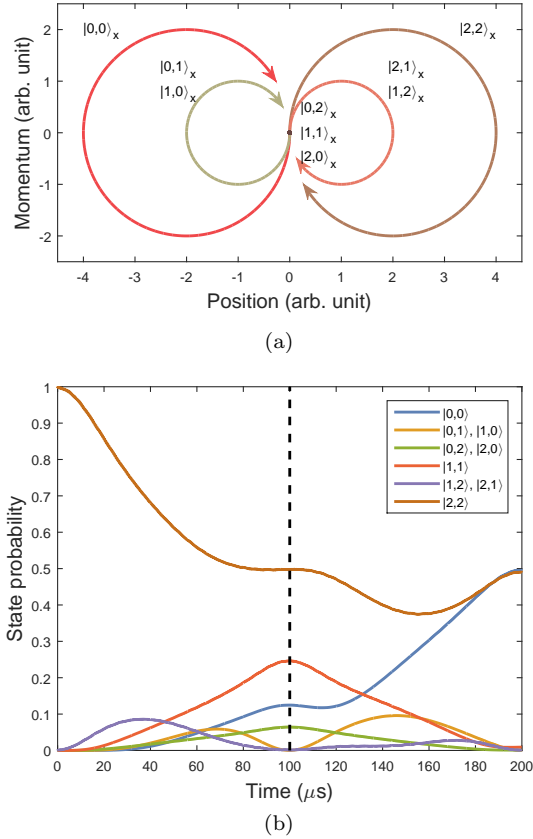 |0,0⟩x
|2,2⟩x
|0,1⟩x
|1,0⟩x
|2,1⟩x
|1,2⟩x
|0,2⟩x
|1,1⟩x
|2,0⟩x
2
1
0
-1
-2
Momentum (arb. unit)
-4 -3 -2 -1 0 1 2 3 4
Position (arb. unit)
(a)
1
0.9
0.8
0.7
0.6
0.5
0.4
0.3
0.2
0.1
0
State probability
|0,0⟩
|0,1⟩, |1,0⟩
|0,2⟩, |2,0⟩
|1,1⟩
|1,2⟩, |2,1⟩
|2,2⟩
0 20 40 60 80 100 120 140 160 180 200
Time (μs)
(b)